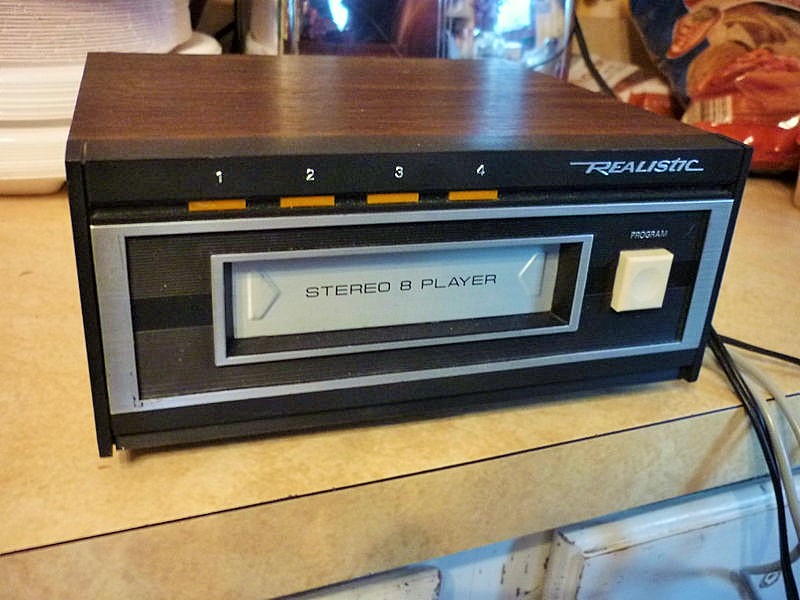 1 2 3 4 REALISTIC
PROGRAM
STEREO 8 PLAYER